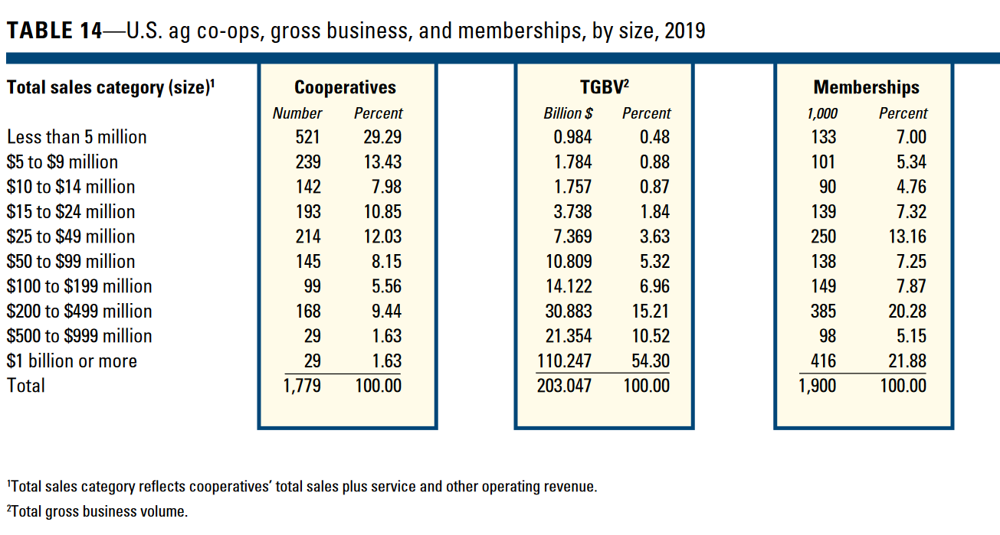 TABLE 14—U.S. ag co-ops, gross business, and memberships, by size, 2019
Total sales category (size)¹ Cooperatives TGBV² Memberships
Number Percent Billion $ Percent 1,000 Percent
Less than 5 million 521 29.29 0.984 0.48 133 7.00
$5 to $9 million 239 13.43 1.784 0.88 101 5.34
$10 to $14 million 142 7.98 1.757 0.87 90 4.76
$15 to $24 million 193 10.85 3.738 1.84 139 7.32
$25 to $49 million 214 12.03 7.369 3.63 250 13.16
$50 to $99 million 145 8.15 10.809 5.32 138 7.25
$100 to $199 million 99 5.56 14.122 6.96 149 7.87
$200 to $499 million 168 9.44 30.883 15.21 385 20.28
$500 to $999 million 29 1.63 21.354 10.52 98 5.15
$1 billion or more 29 1.63 110.247 54.30 416 21.88
Total 1,779 100.00 203.047 100.00 1,900 100.00
¹Total sales category reflects cooperatives’ total sales plus service and other operating revenue.
²Total gross business volume.